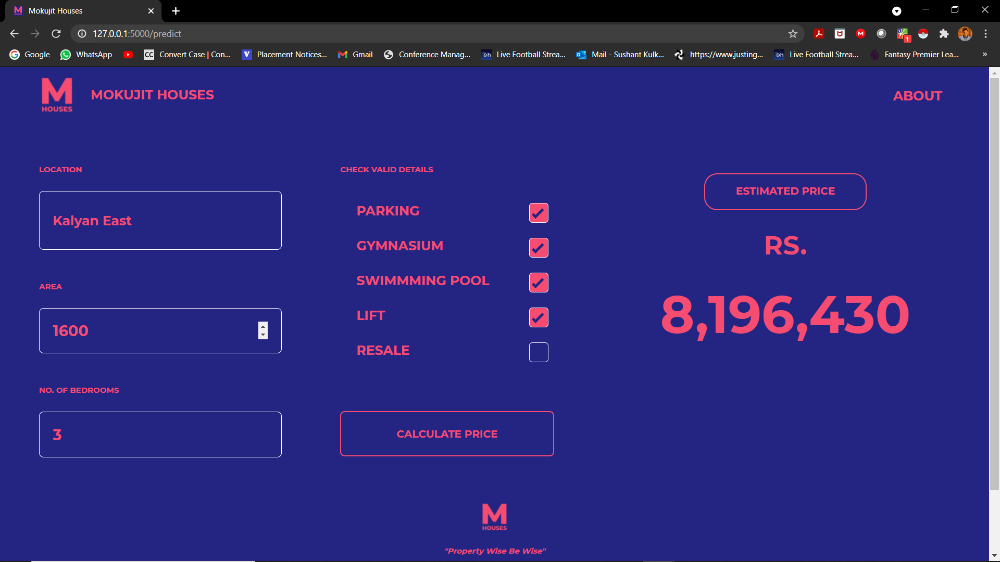 Mokujit Houses
127.0.0.1:5000/predict
1
Google
WhatsApp
CC Convert Case | Con...
V Placement Notices...
Gmail
Conference Manag...
Live Football Strea...
Mail - Sushant Kulk...
https://www.justing...
Live Football Strea...
Fantasy Premier Lea...
»
M
HOUSES
MOKUJIT HOUSES
ABOUT
LOCATION
Kalyan East
AREA
1600
NO. OF BEDROOMS
3
CHECK VALID DETAILS
PARKING
GYMNASIUM
SWIMMMING POOL
LIFT
RESALE
CALCULATE PRICE
ESTIMATED PRICE
RS.
8,196,430
M
HOUSES
"Property Wise Be Wise"